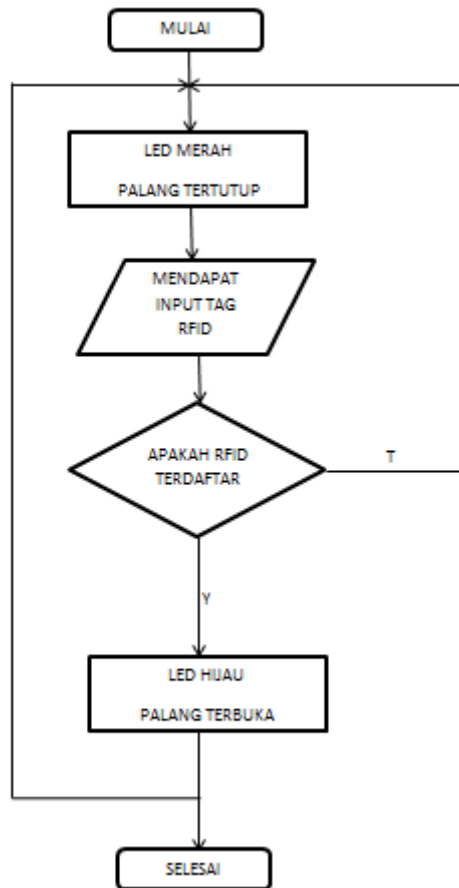 MULAI
LED MERAH
PALANG TERTUTUP
MENDAPAT
INPUT TAG
RFID
APAKAH RFID
TERDAFTAR
T
Y
LED HIJAU
PALANG TERBUKA
SELESAI